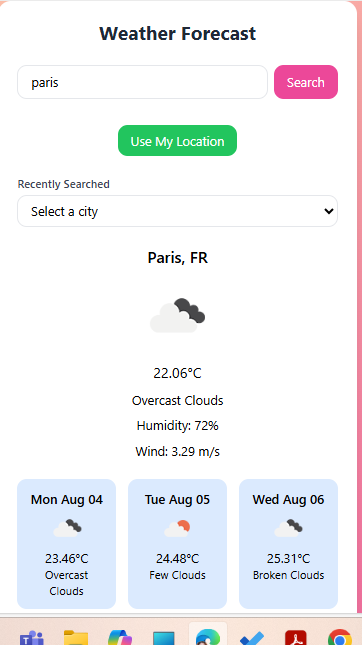 Weather Forecast
paris
Search
Use My Location
Recently Searched
Select a city
Paris, FR
22.06°C
Overcast Clouds
Humidity: 72%
Wind: 3.29 m/s
Mon Aug 04
23.46°C
Overcast
Clouds
Tue Aug 05
24.48°C
Few Clouds
Wed Aug 06
25.31°C
Broken Clouds